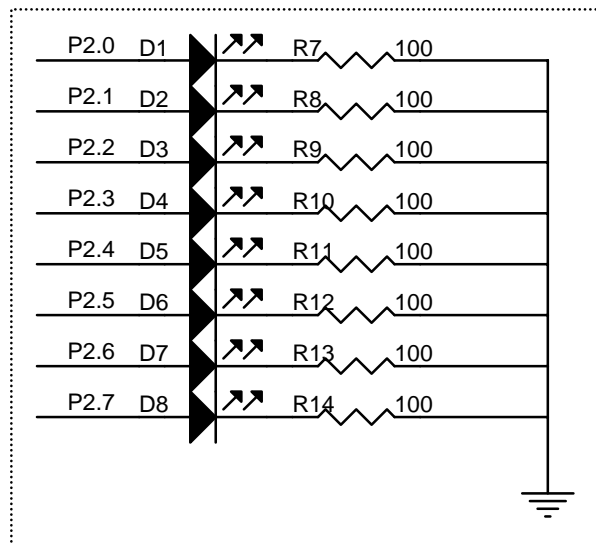 P2.0 D1 R7 100
P2.1 D2 R8 100
P2.2 D3 R9 100
P2.3 D4 R10 100
P2.4 D5 R11 100
P2.5 D6 R12 100
P2.6 D7 R13 100
P2.7 D8 R14 100